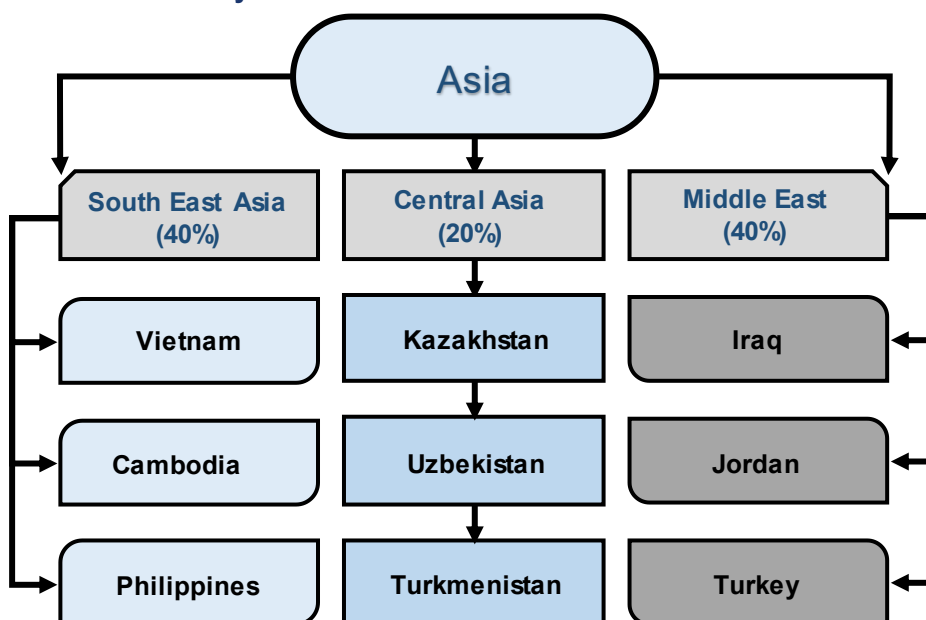 Asia
South East Asia
(40%)
Central Asia
(20%)
Middle East
(40%)
Vietnam
Kazakhstan
Iraq
Cambodia
Uzbekistan
Jordan
Philippines
Turkmenistan
Turkey